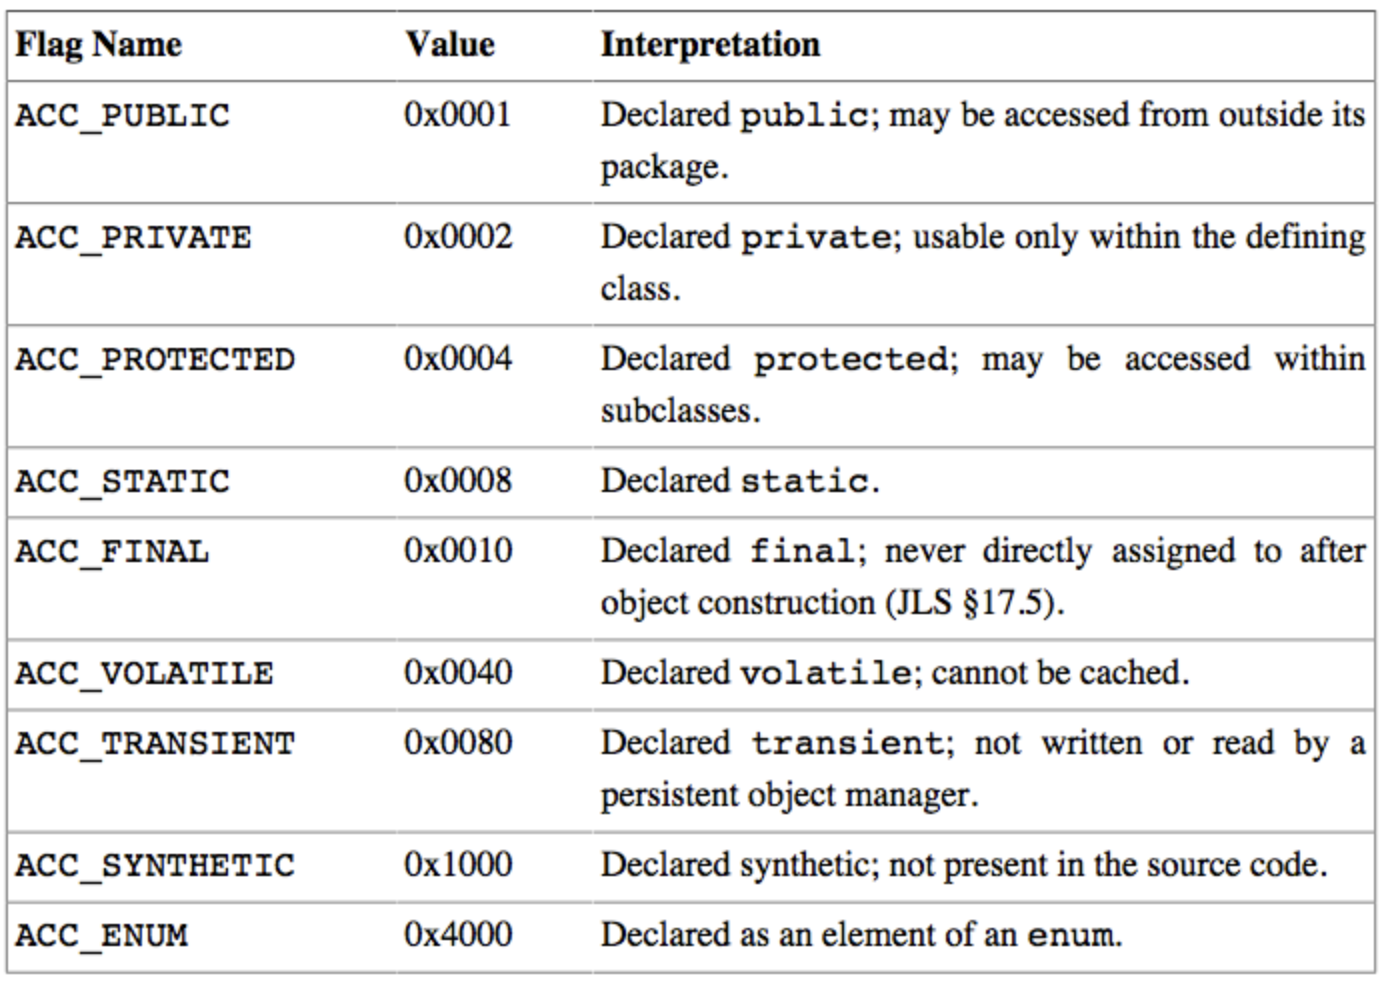 Flag Name Value Interpretation
ACC_PUBLIC 0x0001 Declared public; may be accessed from outside its
package.
ACC_PRIVATE 0x0002 Declared private; usable only within the defining
class.
ACC_PROTECTED 0x0004 Declared protected; may be accessed within
subclasses.
ACC_STATIC 0x0008 Declared static.
ACC_FINAL 0x0010 Declared final; never directly assigned to after
object construction (JLS §17.5).
ACC_VOLATILE 0x0040 Declared volatile; cannot be cached.
ACC_TRANSIENT 0x0080 Declared transient; not written or read by a
persistent object manager.
ACC_SYNTHETIC 0x1000 Declared synthetic; not present in the source code.
ACC_ENUM 0x4000 Declared as an element of an enum.